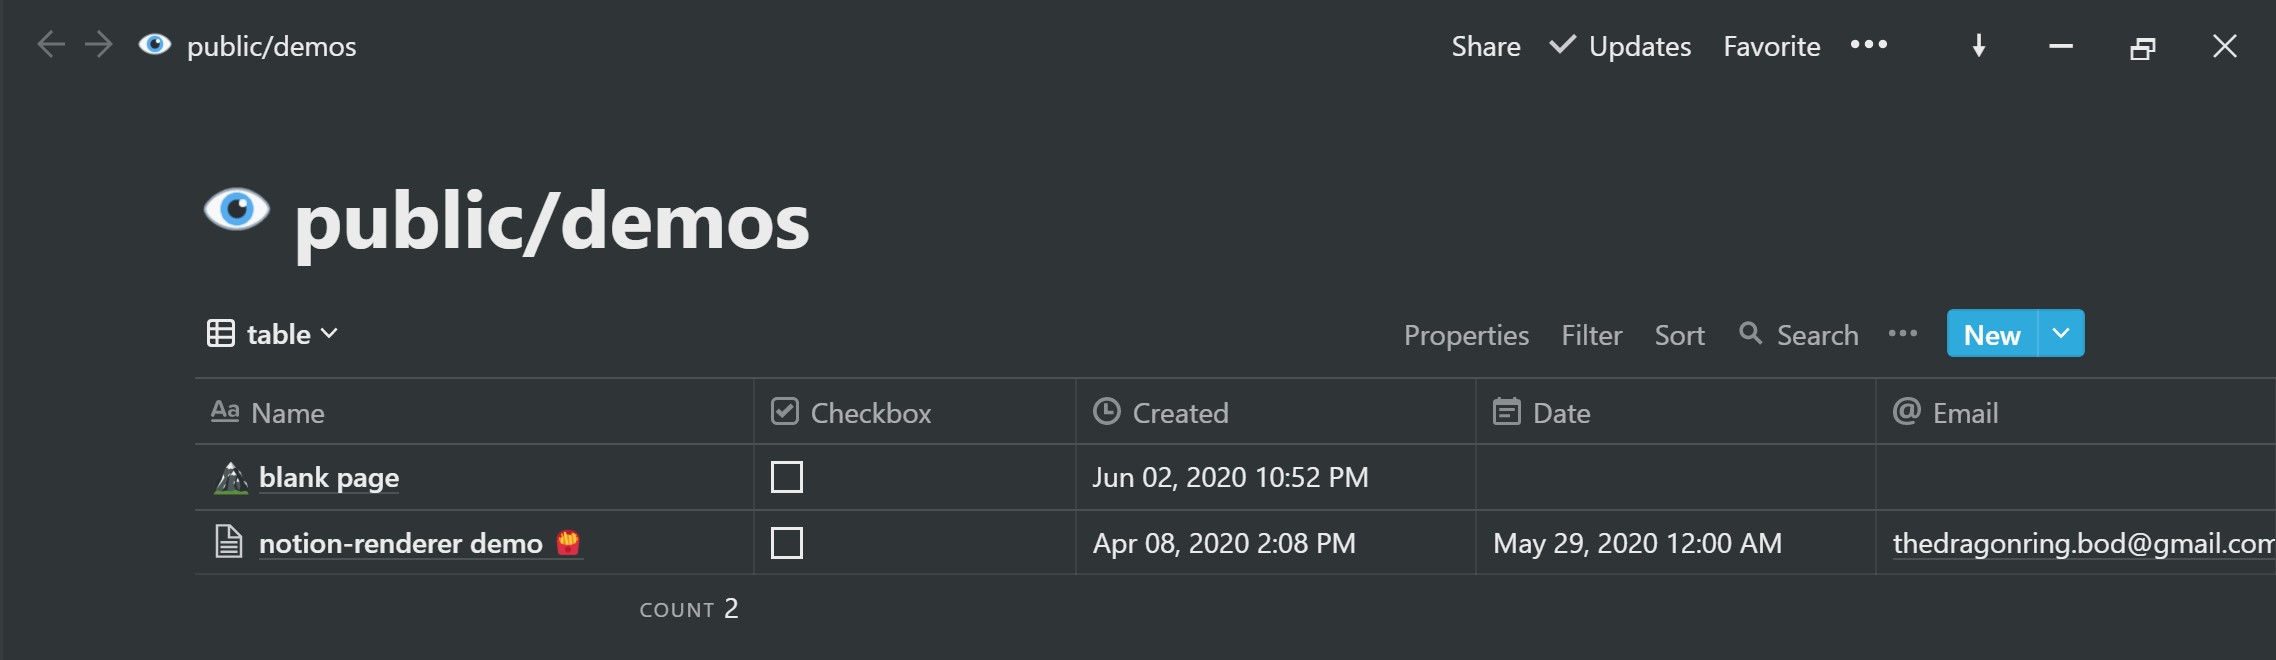 public/demos Share Updates Favorite
public/demos
table Properties Filter Sort Search New
Aa Name Checkbox Created Date @ Email
blank page Jun 02, 2020 10:52 PM
notion-renderer demo 🍟 Apr 08, 2020 2:08 PM May 29, 2020 12:00 AM thedragonring.bod@gmail.com
COUNT 2